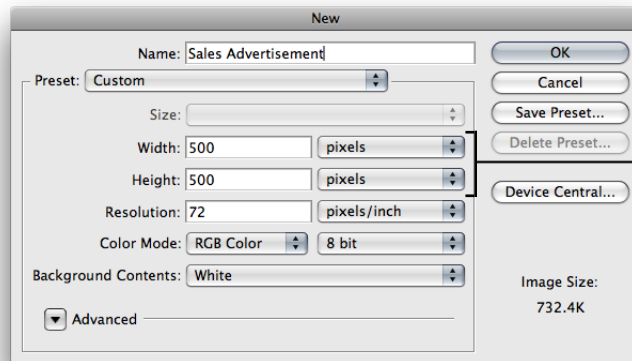 New
Name: Sales Advertisement
OK
Preset: Custom
Cancel
Size:
Save Preset...
Width: 500 pixels
Delete Preset...
Height: 500 pixels
Device Central...
Resolution: 72 pixels/inch
Color Mode: RGB Color 8 bit
Background Contents: White
Image Size:
732.4K
Advanced